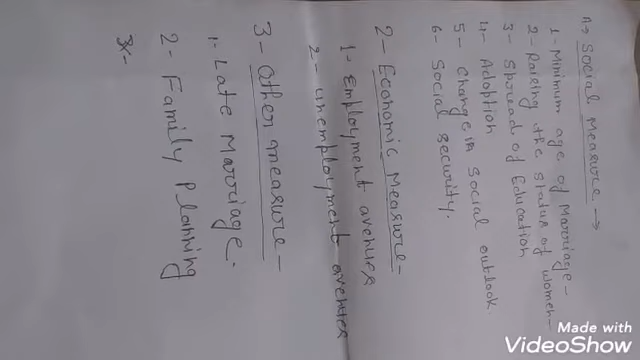 A→ Social measure →
1- Minimum age of Marriage-
2- Raising the Status of women-
3- Spread of Education
4- Adoption
5- Change in Social outlook.
6- Social security.
2- Economic Measure-
1- Employment avenues
2- unemployment avenues
3- Other measure-
1:- Late Marriage.
2- Family Planning
3x-
Made with
VideoShow